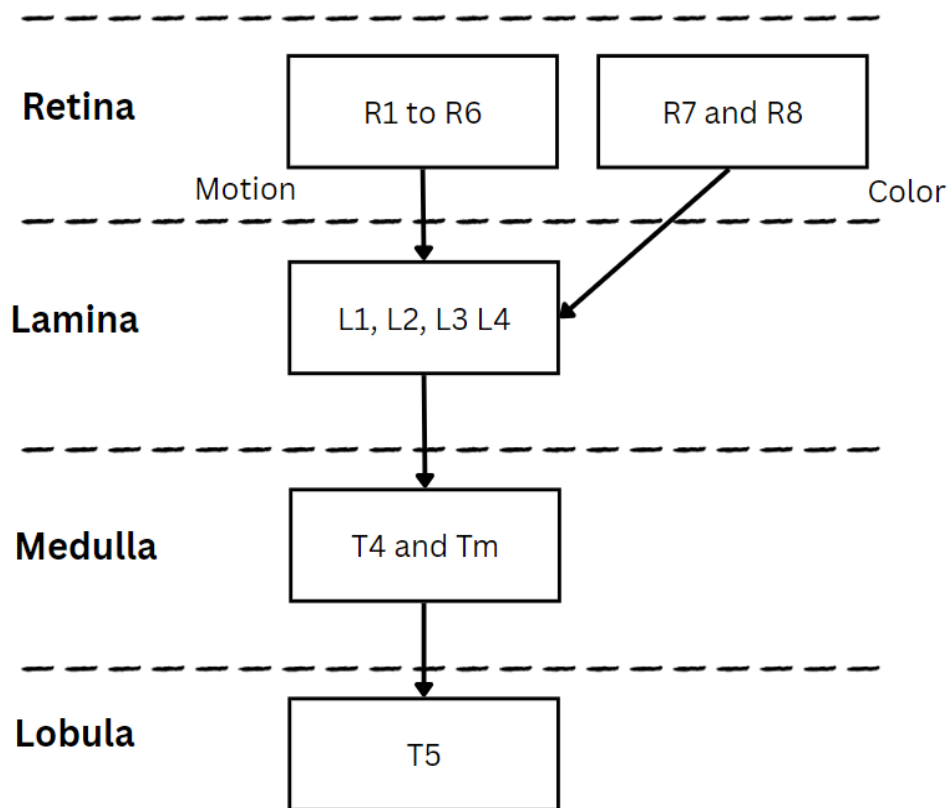 Retina
R1 to R6
R7 and R8
Motion
Color
Lamina
L1, L2, L3 L4
Medulla
T4 and Tm
Lobula
T5